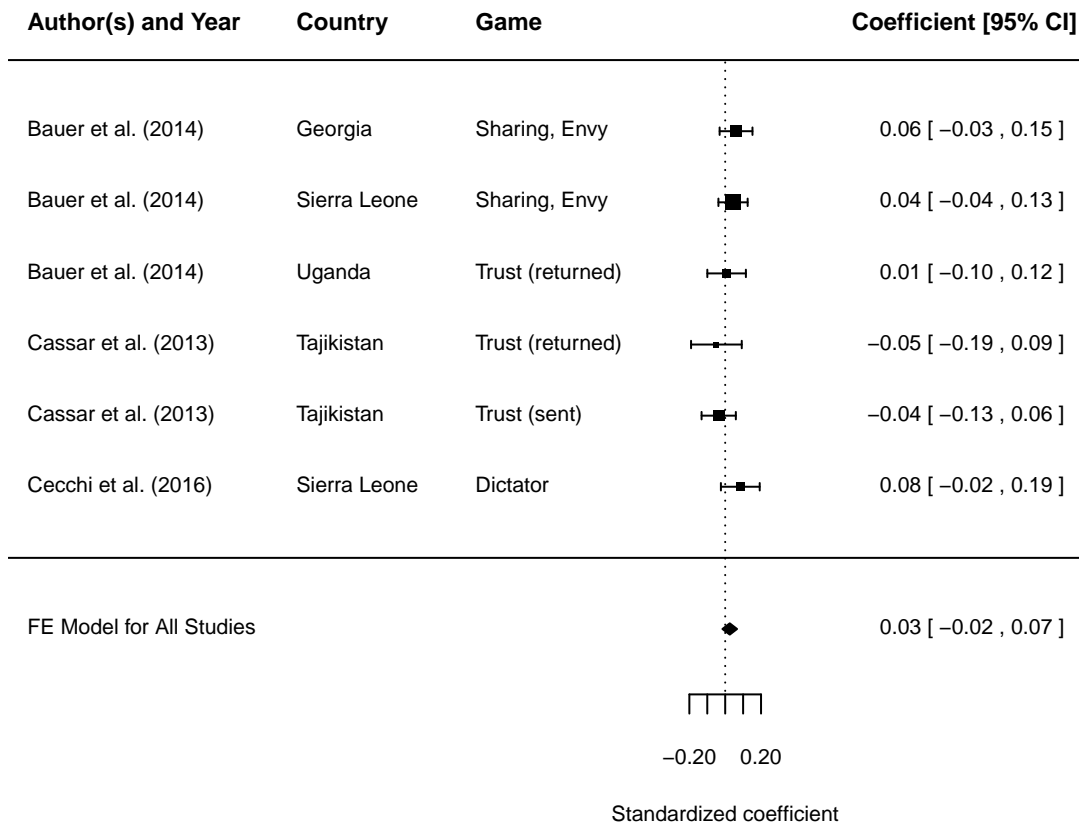 Author(s) and Year Country Game Coefficient [95% CI]
Bauer et al. (2014) Georgia Sharing, Envy 0.06 [ −0.03 , 0.15 ]
Bauer et al. (2014) Sierra Leone Sharing, Envy 0.04 [ −0.04 , 0.13 ]
Bauer et al. (2014) Uganda Trust (returned) 0.01 [ −0.10 , 0.12 ]
Cassar et al. (2013) Tajikistan Trust (returned) −0.05 [ −0.19 , 0.09 ]
Cassar et al. (2013) Tajikistan Trust (sent) −0.04 [ −0.13 , 0.06 ]
Cecchi et al. (2016) Sierra Leone Dictator 0.08 [ −0.02 , 0.19 ]
FE Model for All Studies 0.03 [ −0.02 , 0.07 ]
−0.20 0.20
Standardized coefficient